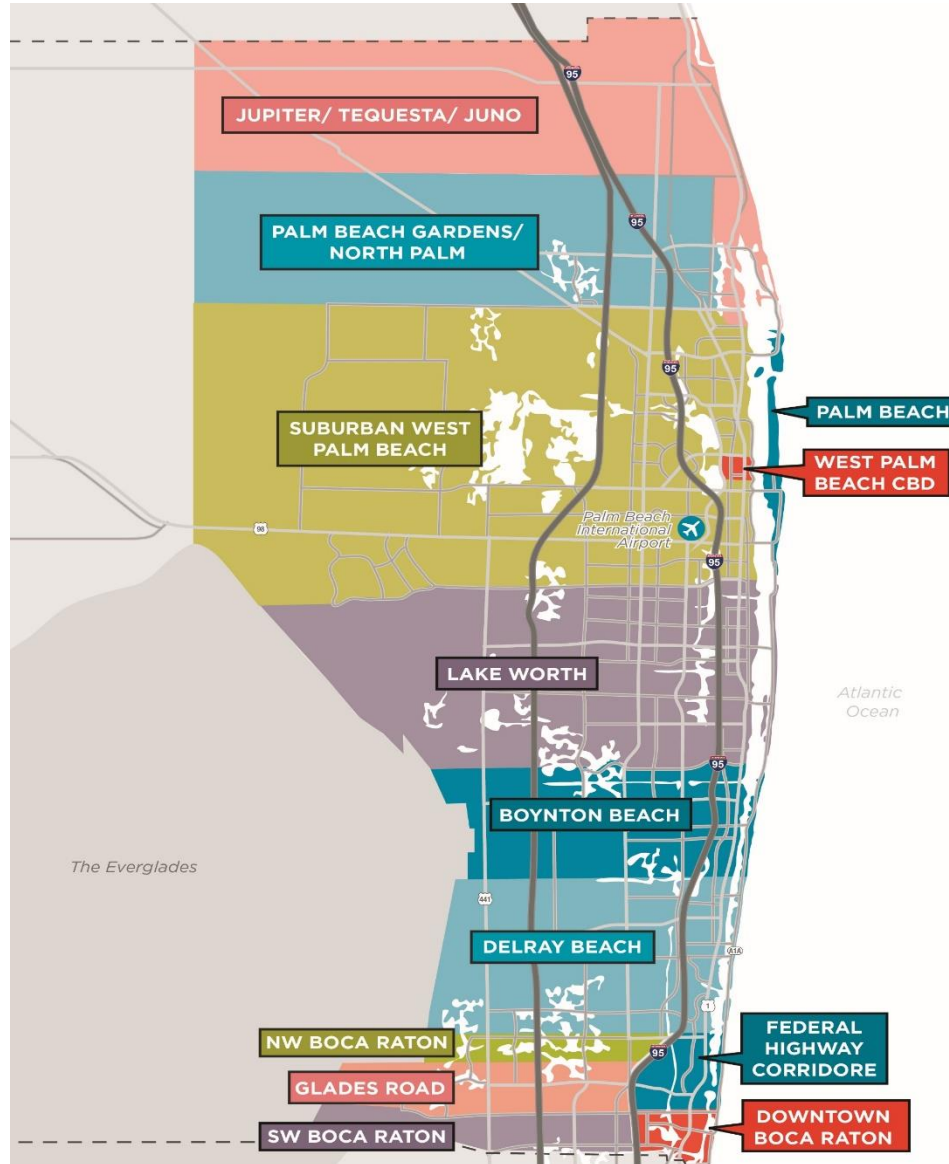 95
95
JUPITER/ TEQUESTA/ JUNO
95
PALM BEACH GARDENS/
NORTH PALM
95
PALM BEACH
SUBURBAN WEST
PALM BEACH
WEST PALM
BEACH CBD
98
Palm Beach
International
Airport
95
LAKE WORTH
Atlantic
Ocean
95
BOYNTON BEACH
The Everglades
441
DELRAY BEACH
A1A
1
NW BOCA RATON
95
FEDERAL
HIGHWAY
CORRIDORE
GLADES ROAD
DOWNTOWN
BOCA RATON
SW BOCA RATON